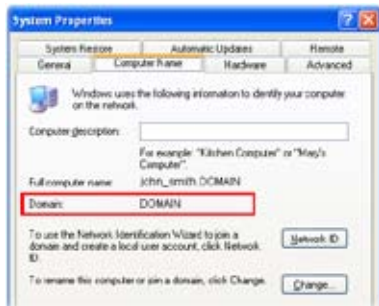 System Properties
System Restore Automatic Updates Remote
General Computer Name Hardware Advanced
Windows uses the following information to identify your computer
on the network.
Computer description:
For example: "Kitchen Computer" or "Mary's
Computer".
Full computer name: john_smith.DOMAIN
Domain: DOMAIN
To use the Network Identification Wizard to join a
domain and create a local user account, click Network
ID.
Network ID
To rename this computer or join a domain, click Change.
Change...